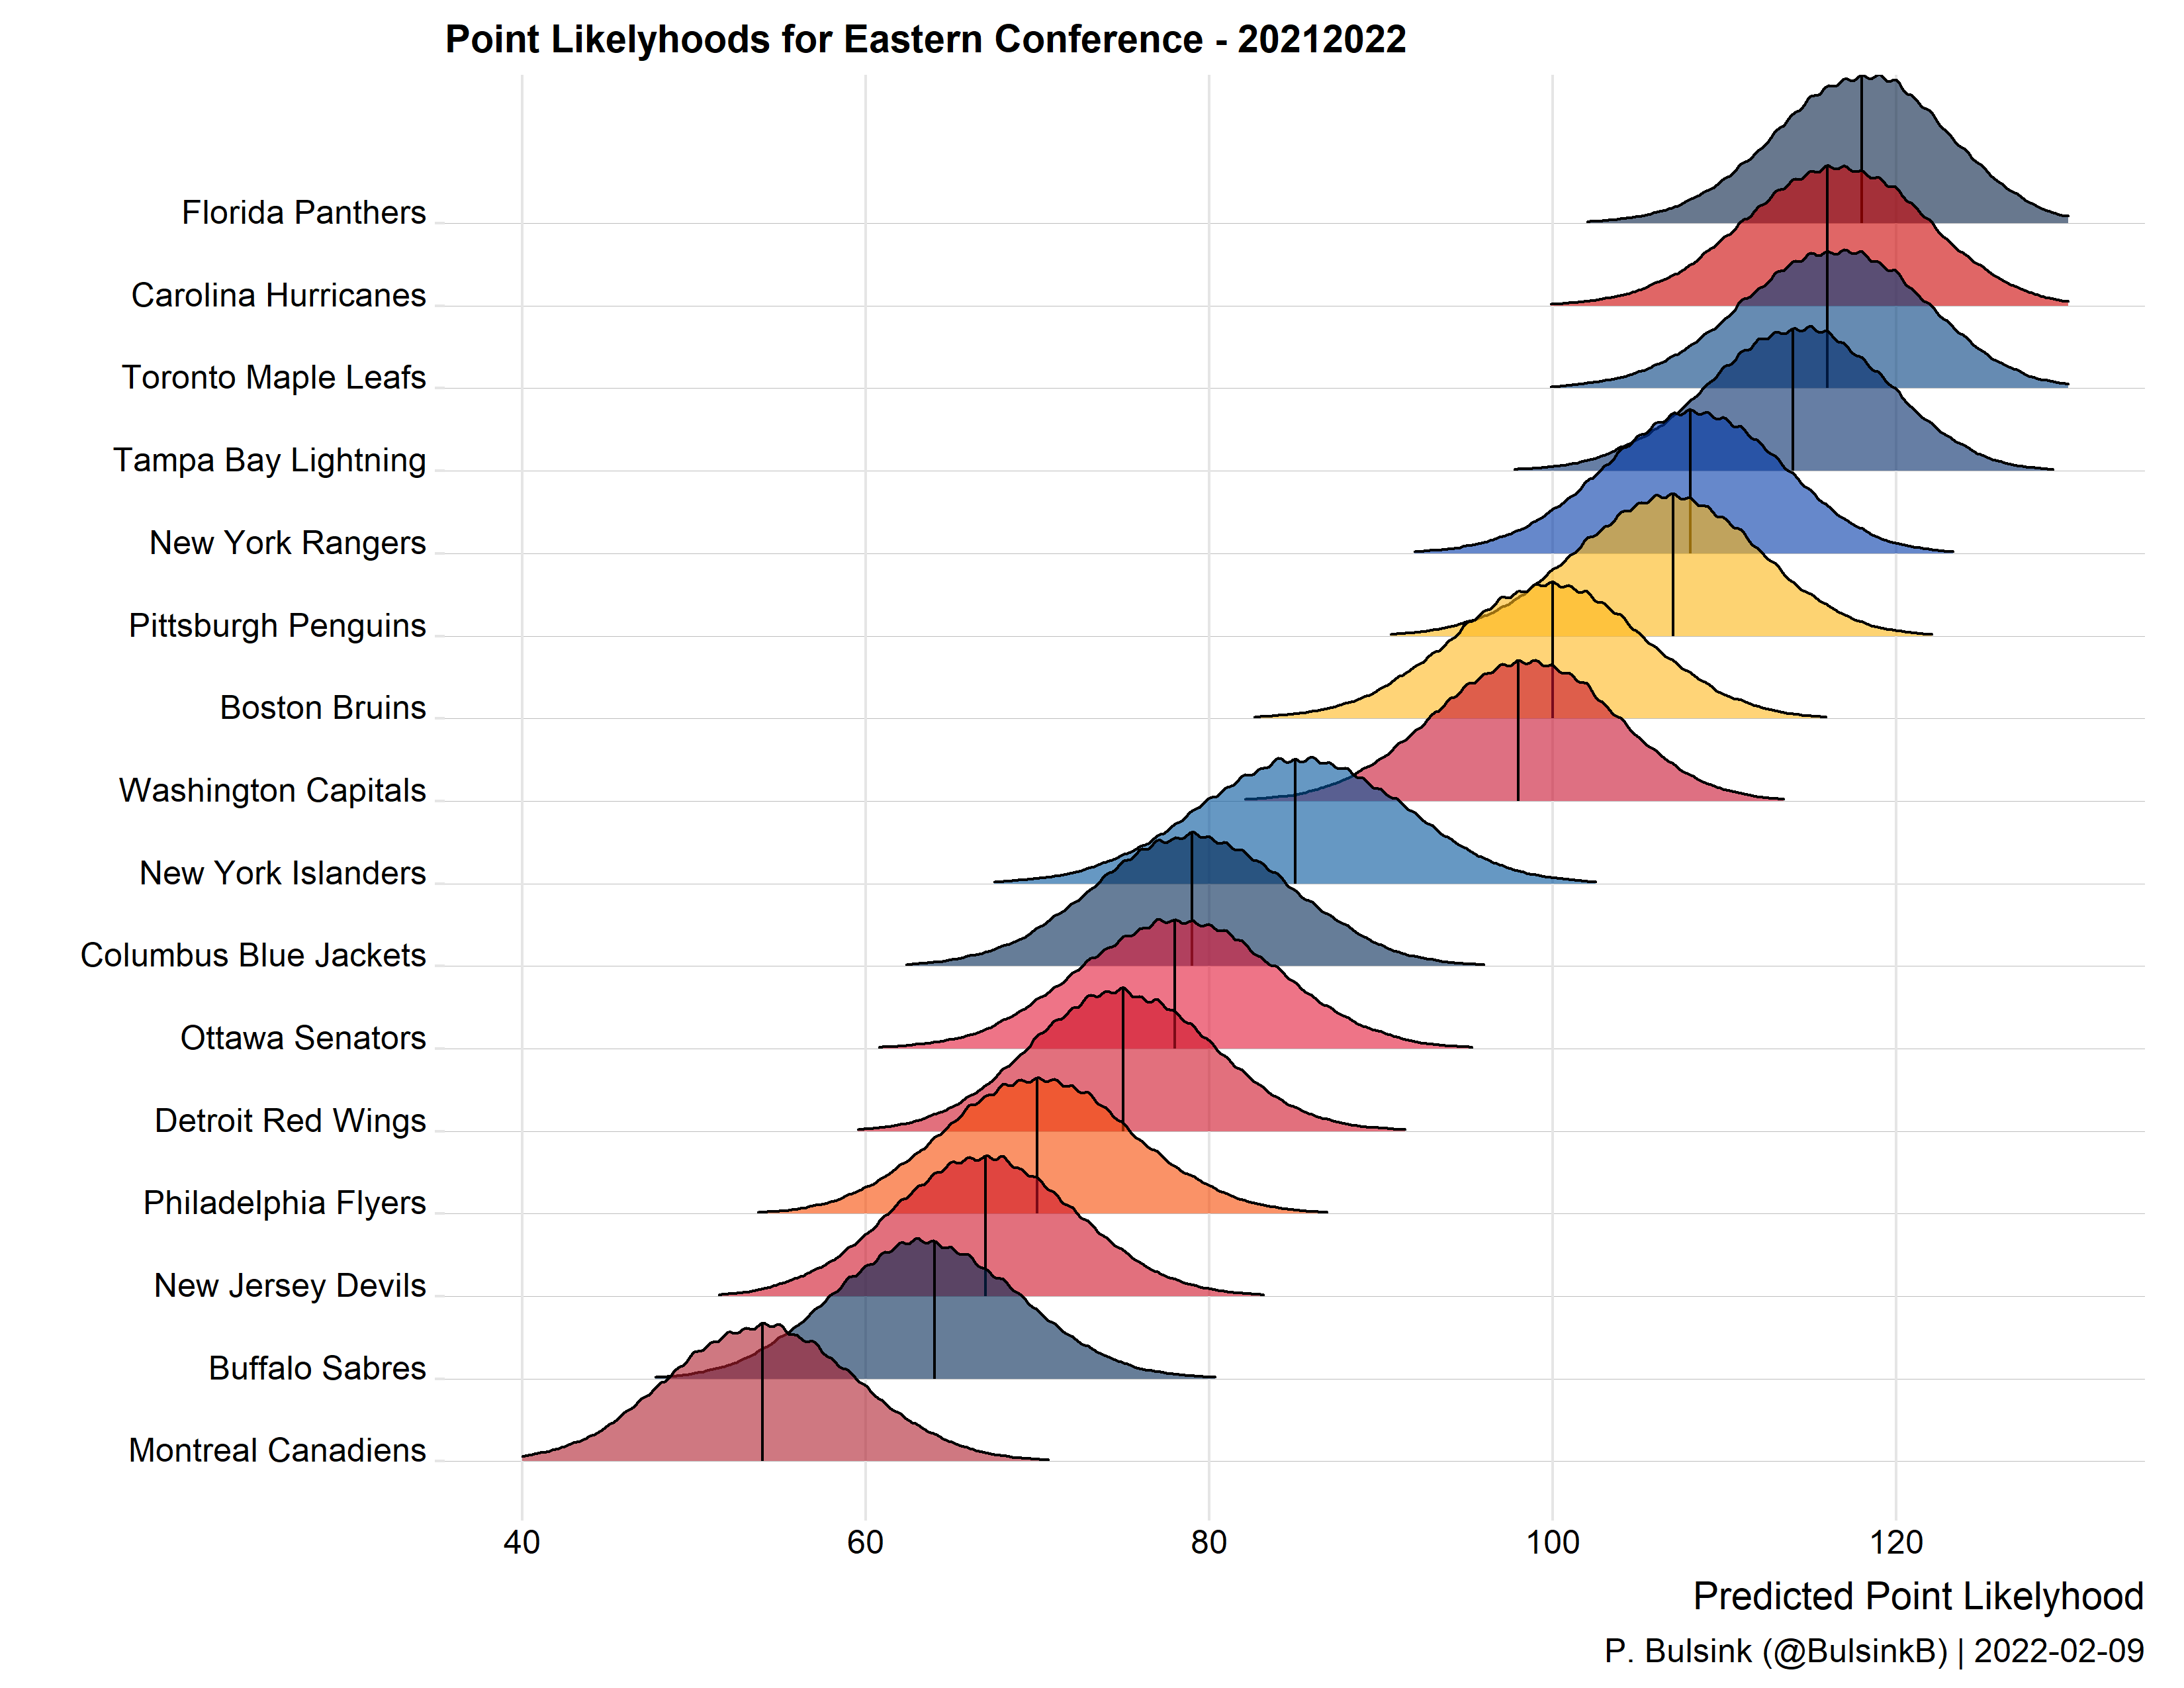 Point Likelyhoods for Eastern Conference - 20212022
Florida Panthers
Carolina Hurricanes
Toronto Maple Leafs
Tampa Bay Lightning
New York Rangers
Pittsburgh Penguins
Boston Bruins
Washington Capitals
New York Islanders
Columbus Blue Jackets
Ottawa Senators
Detroit Red Wings
Philadelphia Flyers
New Jersey Devils
Buffalo Sabres
Montreal Canadiens
40 60 80 100 120
Predicted Point Likelyhood
P. Bulsink (@BulsinkB) | 2022-02-09